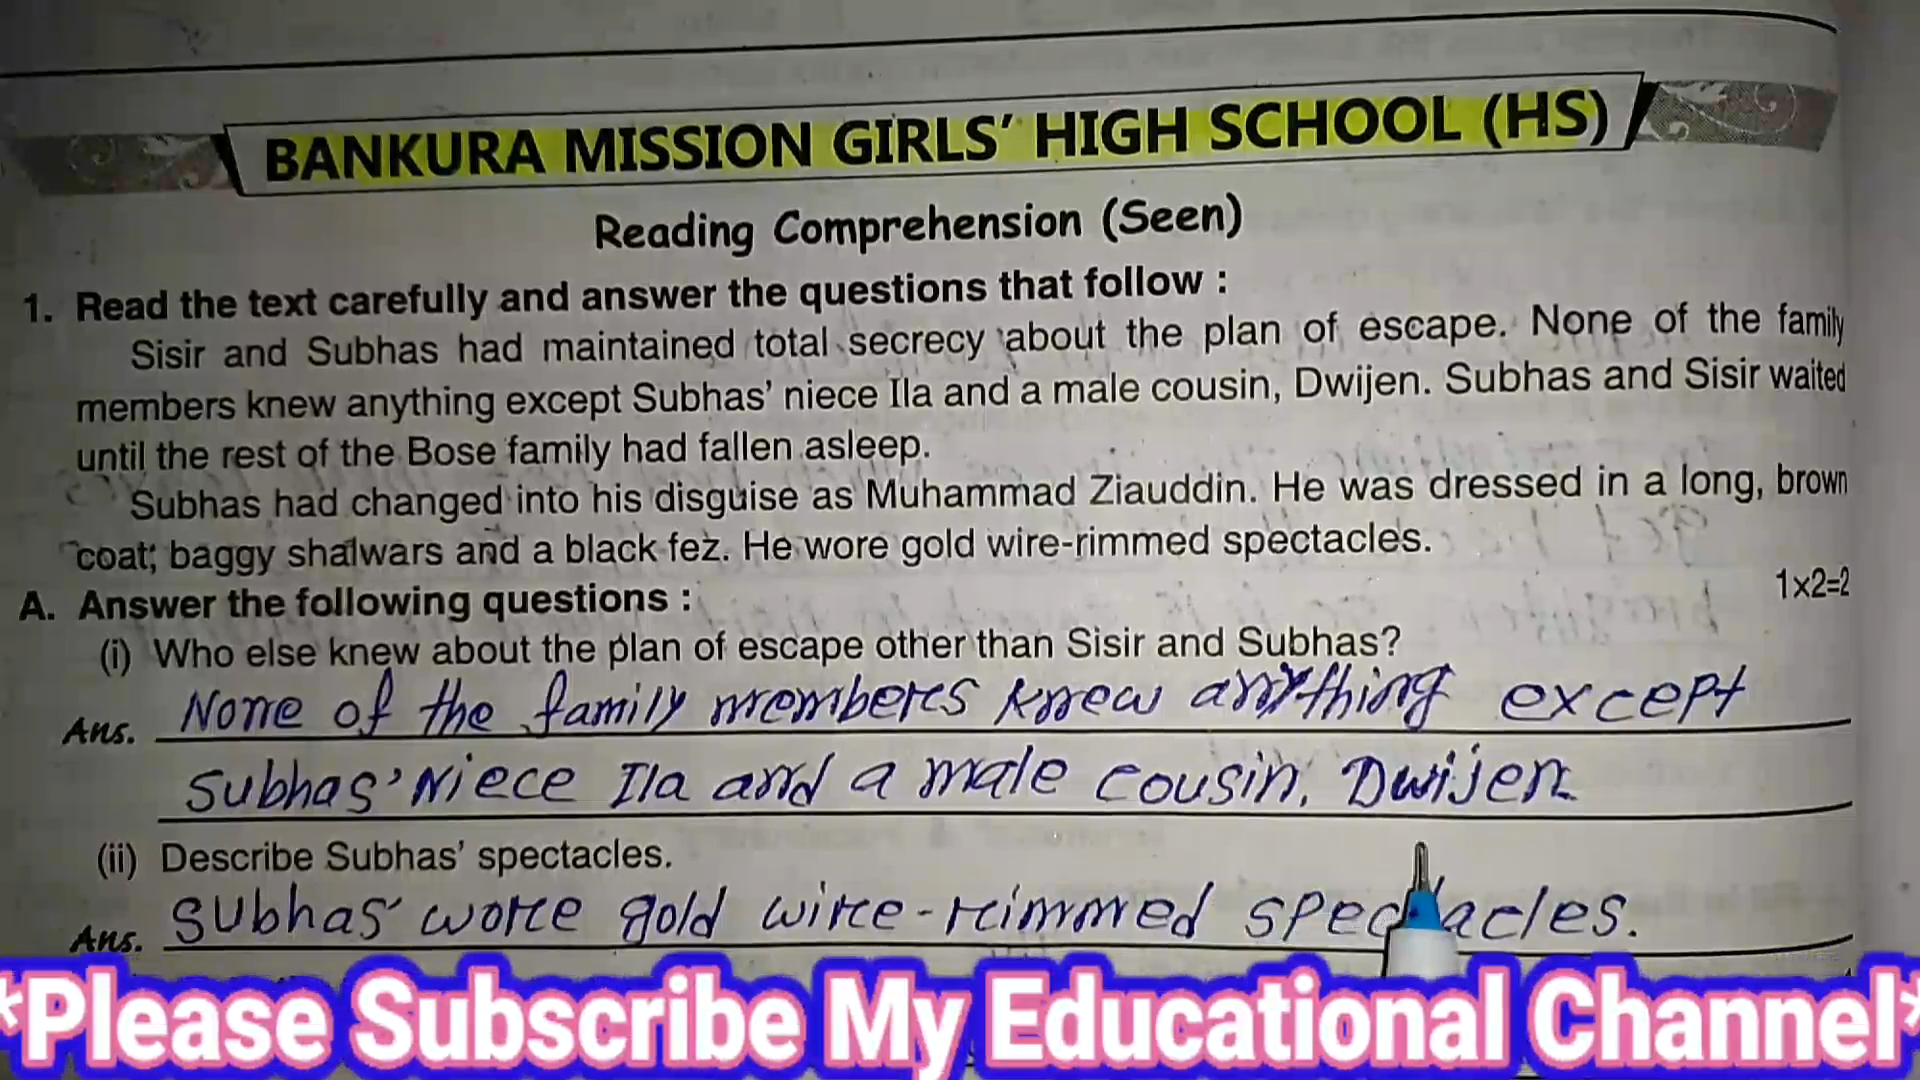 BANKURA MISSION GIRLS' HIGH SCHOOL (HS)
Reading Comprehension (Seen)
1. Read the text carefully and answer the questions that follow :
Sisir and Subhas had maintained total secrecy about the plan of escape. None of the family
members knew anything except Subhas' niece Ila and a male cousin, Dwijen. Subhas and Sisir waited
until the rest of the Bose family had fallen asleep.
Subhas had changed into his disguise as Muhammad Ziauddin. He was dressed in a long, brown
coat; baggy shalwars and a black fez. He wore gold wire-rimmed spectacles.
A. Answer the following questions : 1×2=2
(i) Who else knew about the plan of escape other than Sisir and Subhas?
Ans. None of the family members knew anything except
Subhas' Niece Ila and a male cousin, Dwijen
(ii) Describe Subhas' spectacles.
Ans. Subhas' wore gold wire-rimmed spectacles.
*Please Subscribe My Educational Channel*